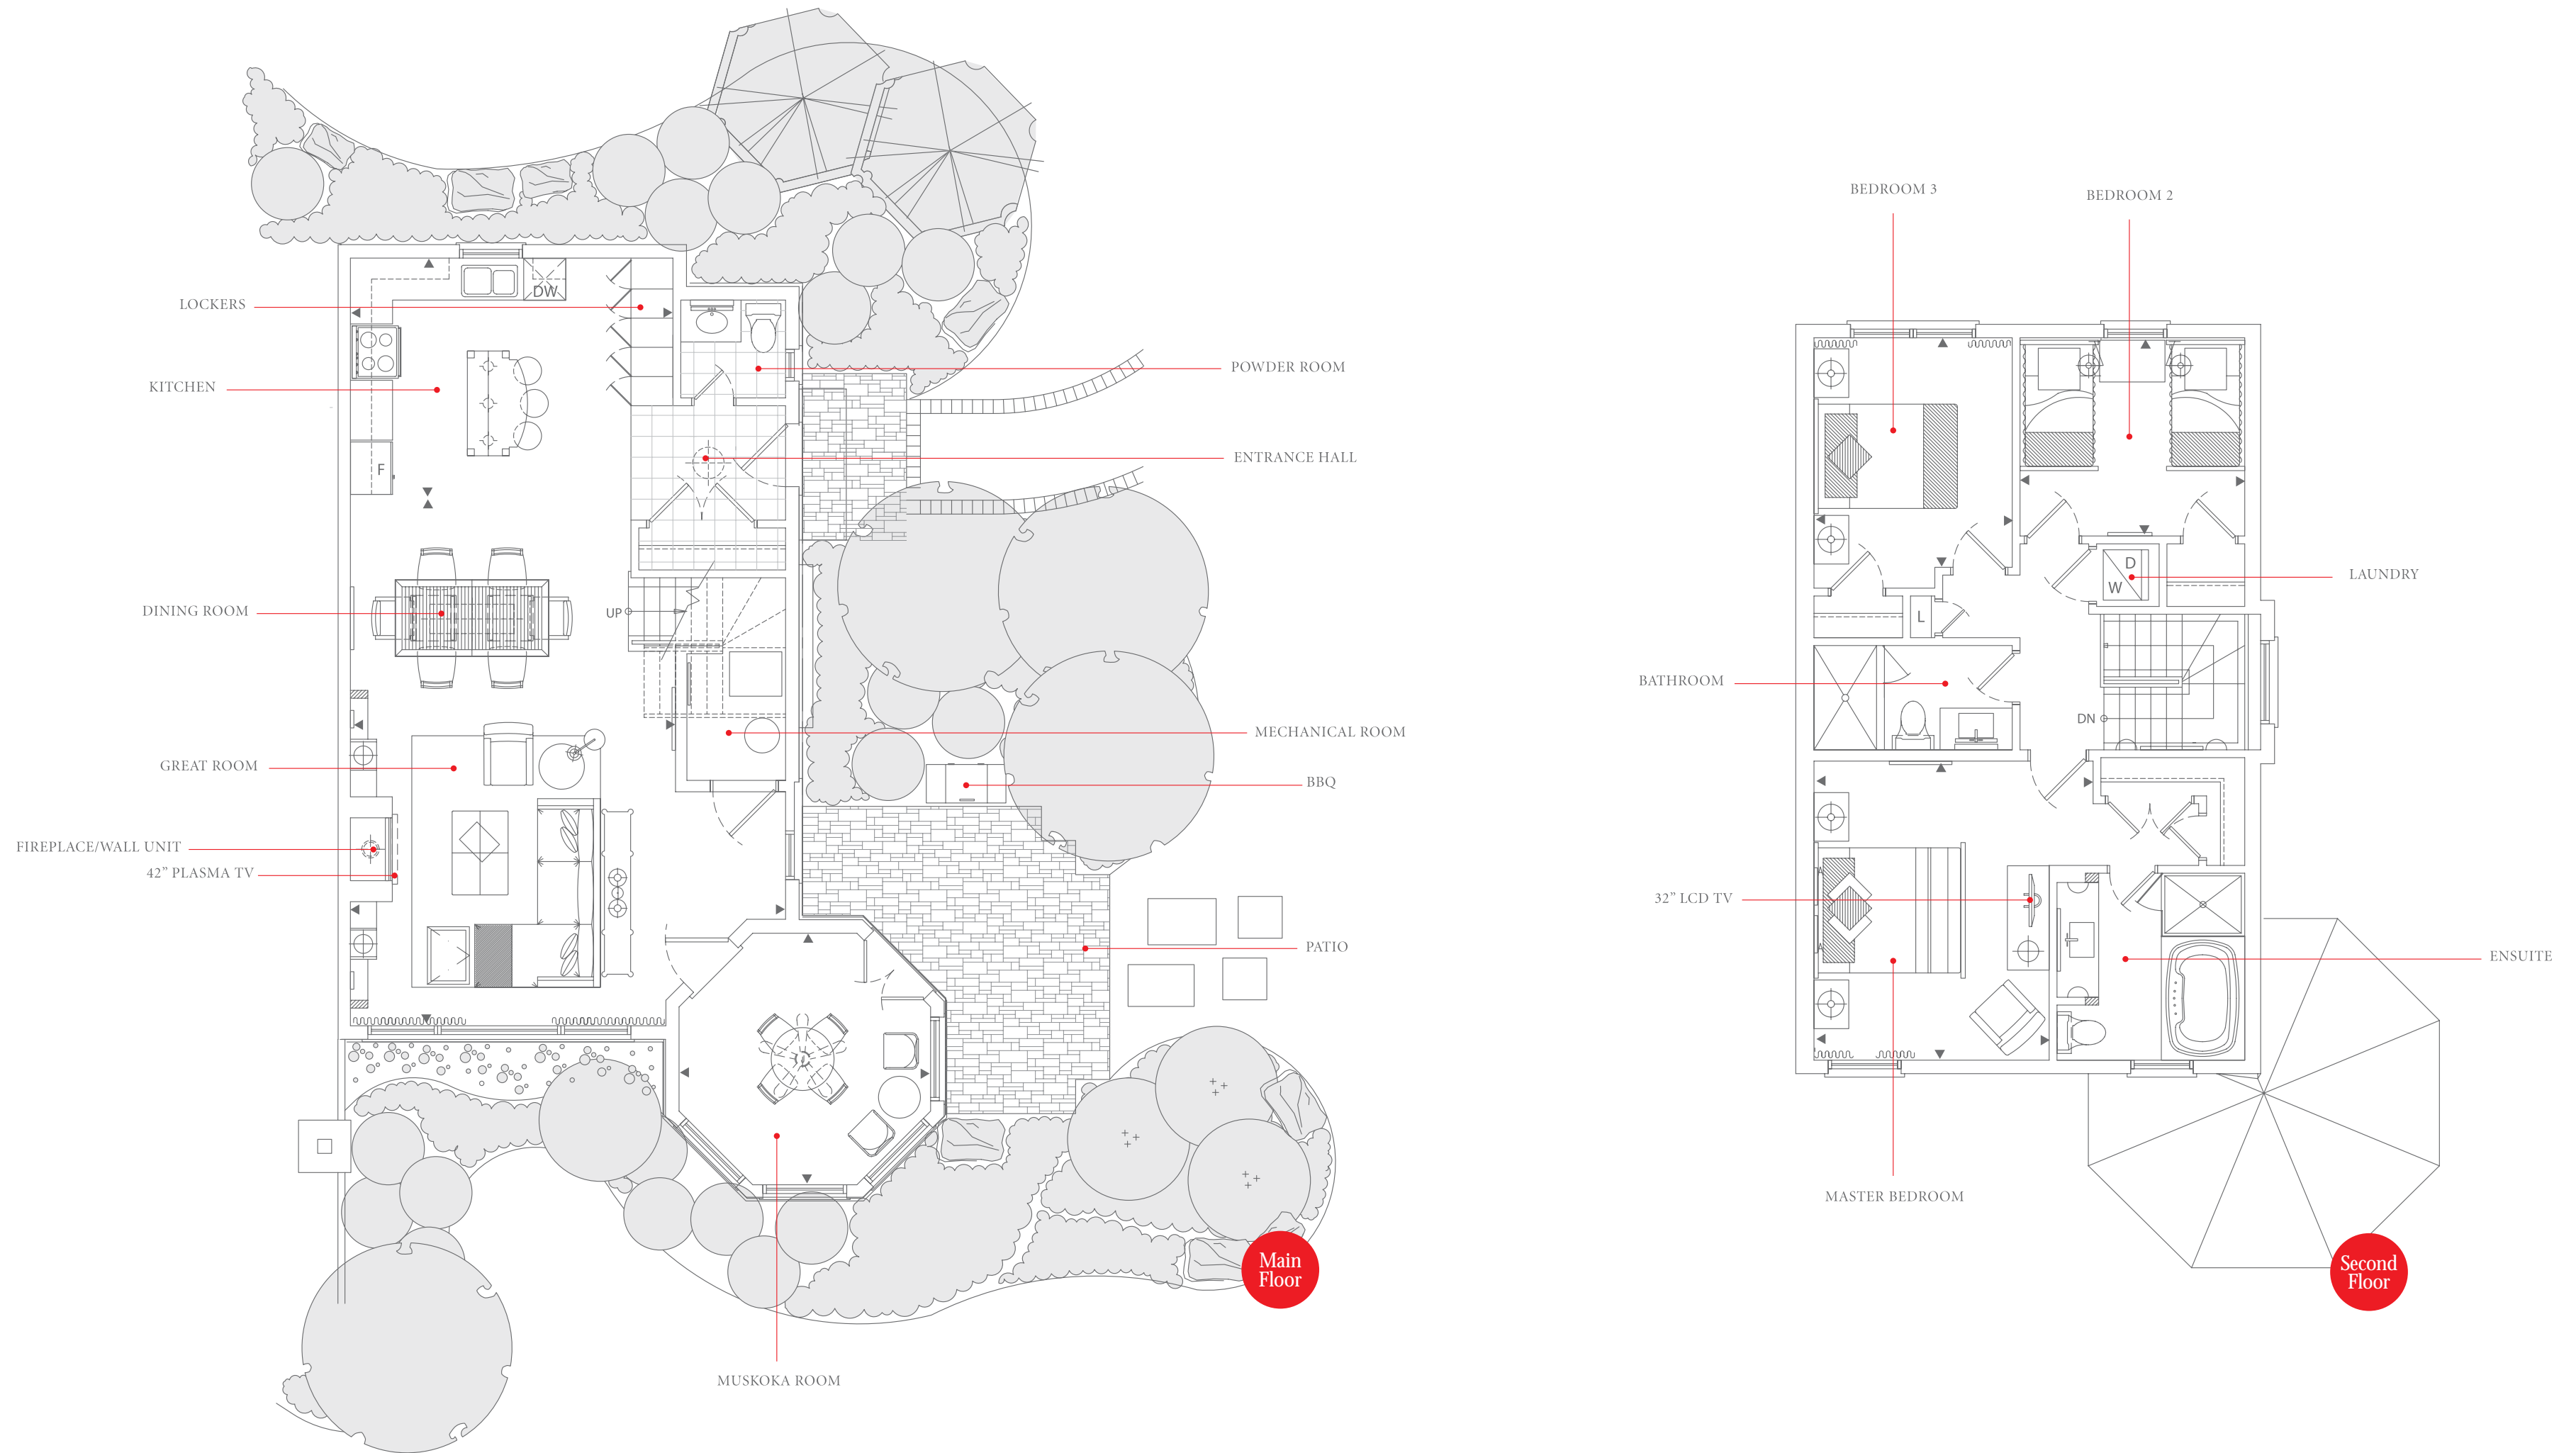 LOCKERS
DW
KITCHEN
F
POWDER ROOM
ENTRANCE HALL
DINING ROOM
UP
MECHANICAL ROOM
GREAT ROOM
BBQ
FIREPLACE/WALL UNIT
42” PLASMA TV
PATIO
MUSKOKA ROOM
Main
Floor
BEDROOM 3
BEDROOM 2
D
W
LAUNDRY
L
BATHROOM
DN
32” LCD TV
ENSUITE
MASTER BEDROOM
Second
Floor